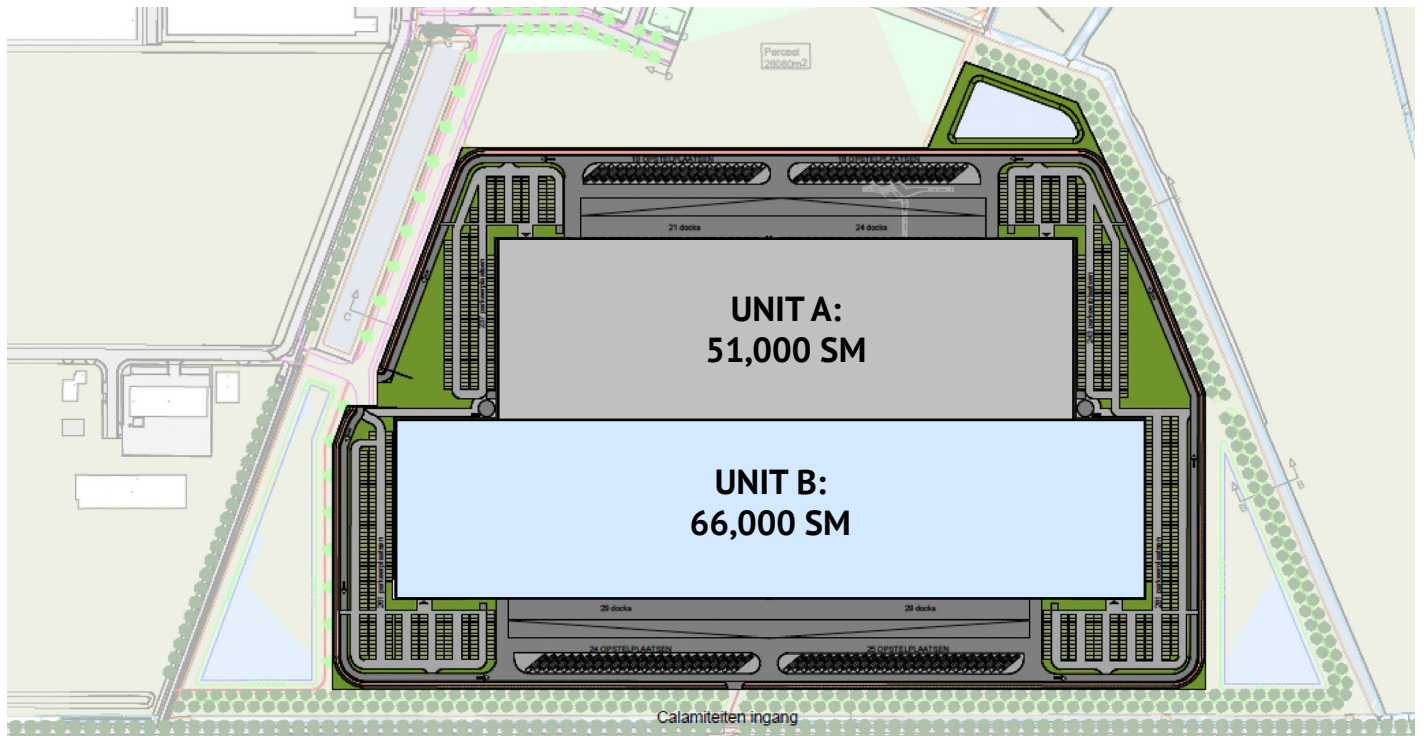 Perceel
28080m2
18 OPSTELPLAATSEN
18 OPSTELPLAATSEN
21 docks
24 docks
UNIT A:
51,000 SM
C
UNIT B:
66,000 SM
B
B
29 docks
29 docks
24 OPSTELPLAATSEN
25 OPSTELPLAATSEN
Calamiteiten ingang